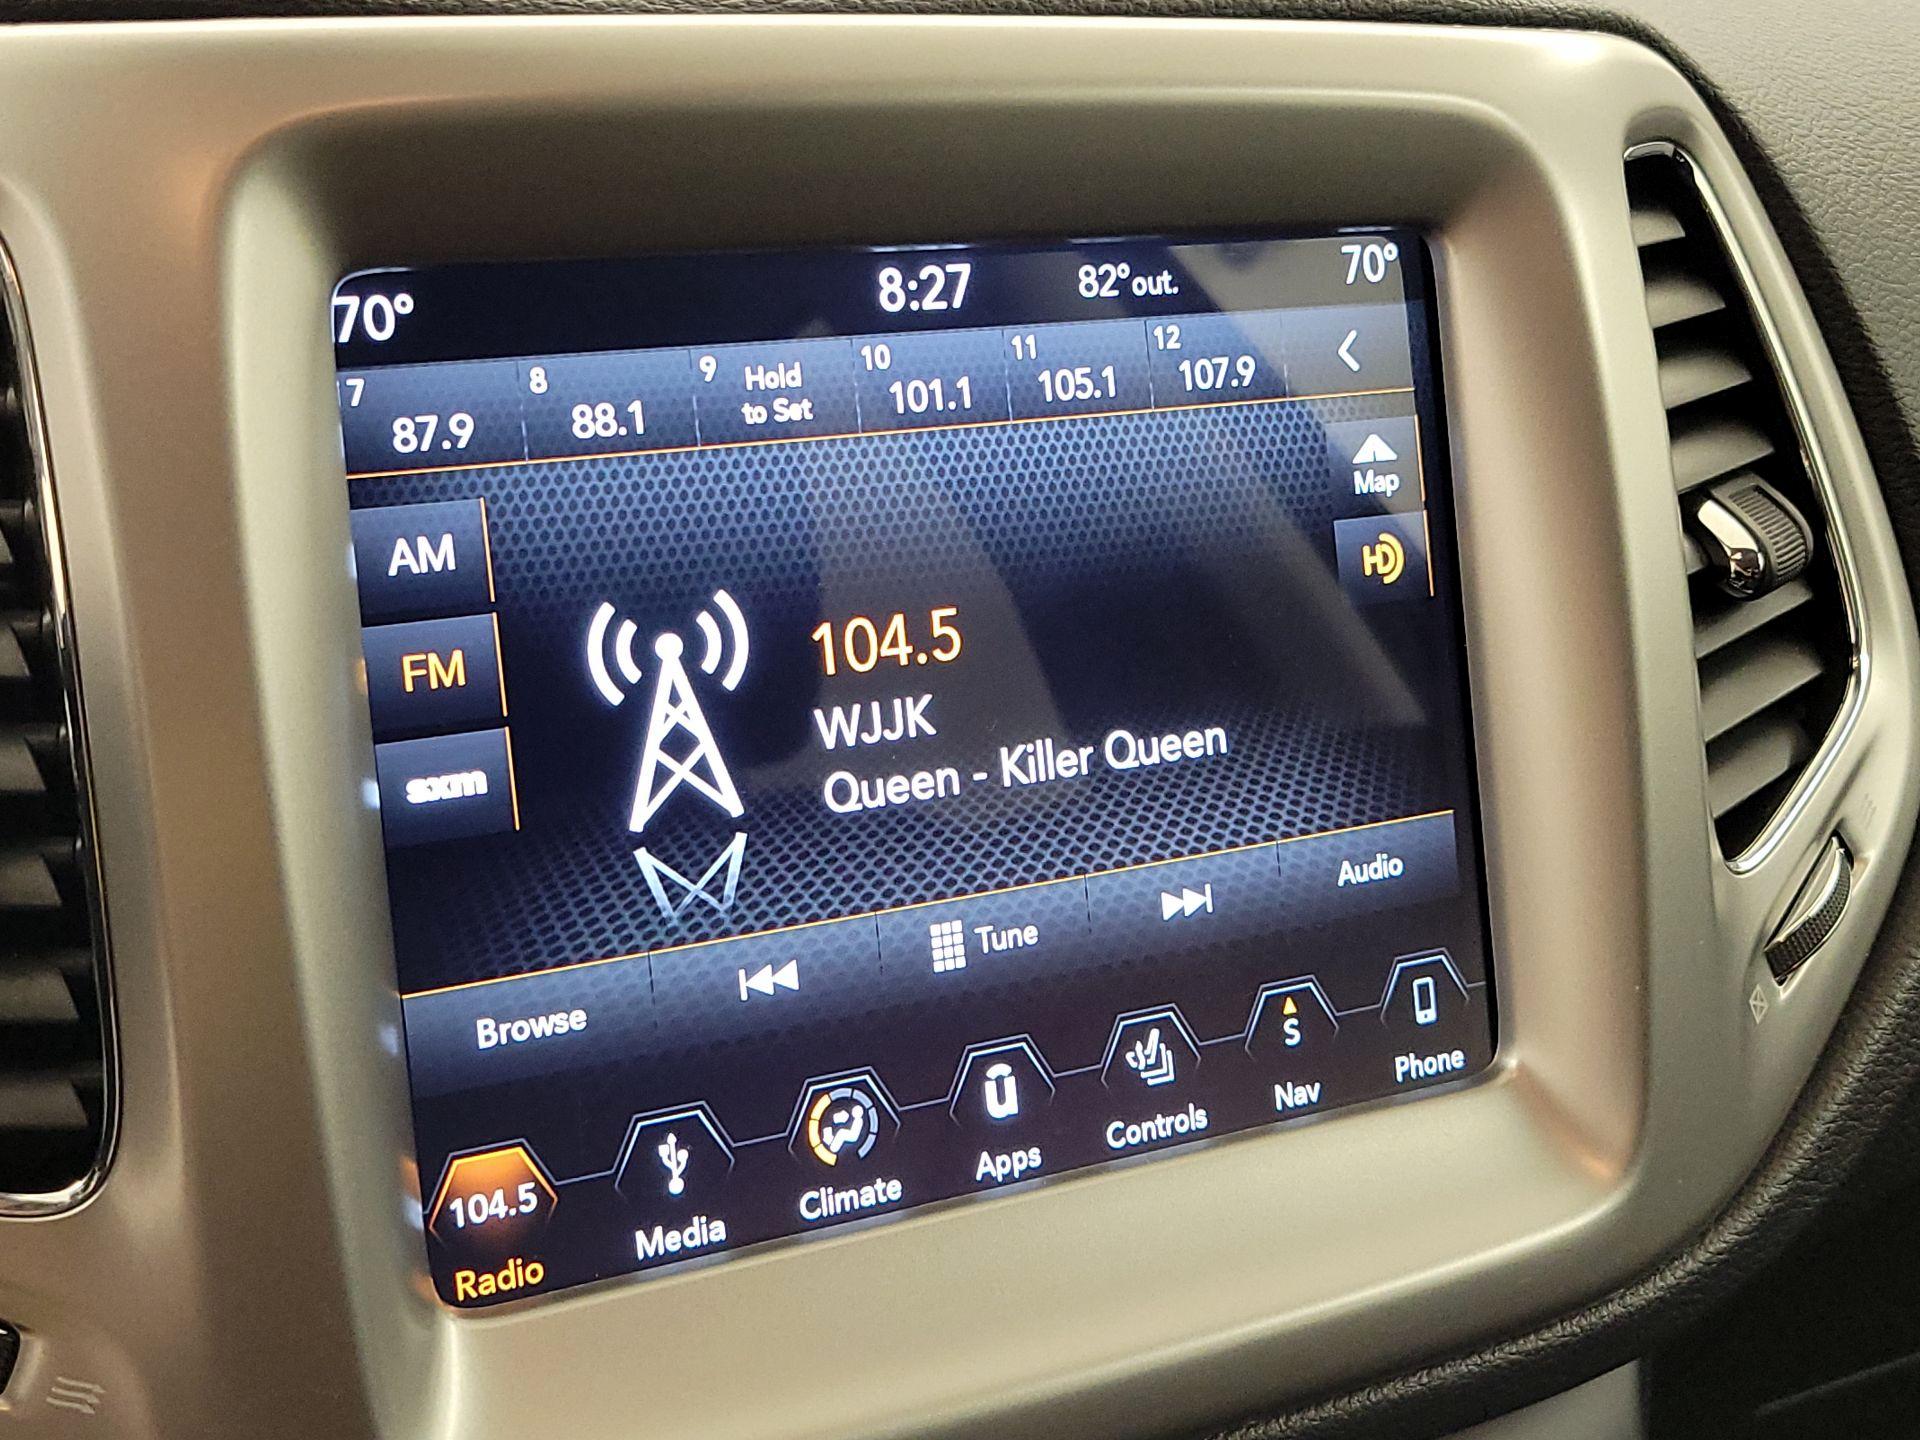 70° 8:27 82° out. 70°
7 8 9 10 11 12
87.9 88.1 Hold to Set 101.1 105.1 107.9
Map
AM
HD
FM
104.5
WJJK
sxm
Queen - Killer Queen
Browse Tune Audio
104.5 S
Radio Media Climate Apps Controls Nav Phone